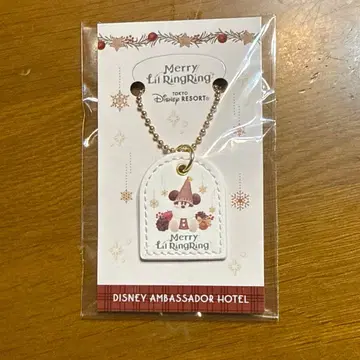 Merry
Lil RingRing
TOKYO
Disney RESORT
Merry
Lil RingRing
DISNEY AMBASSADOR HOTEL